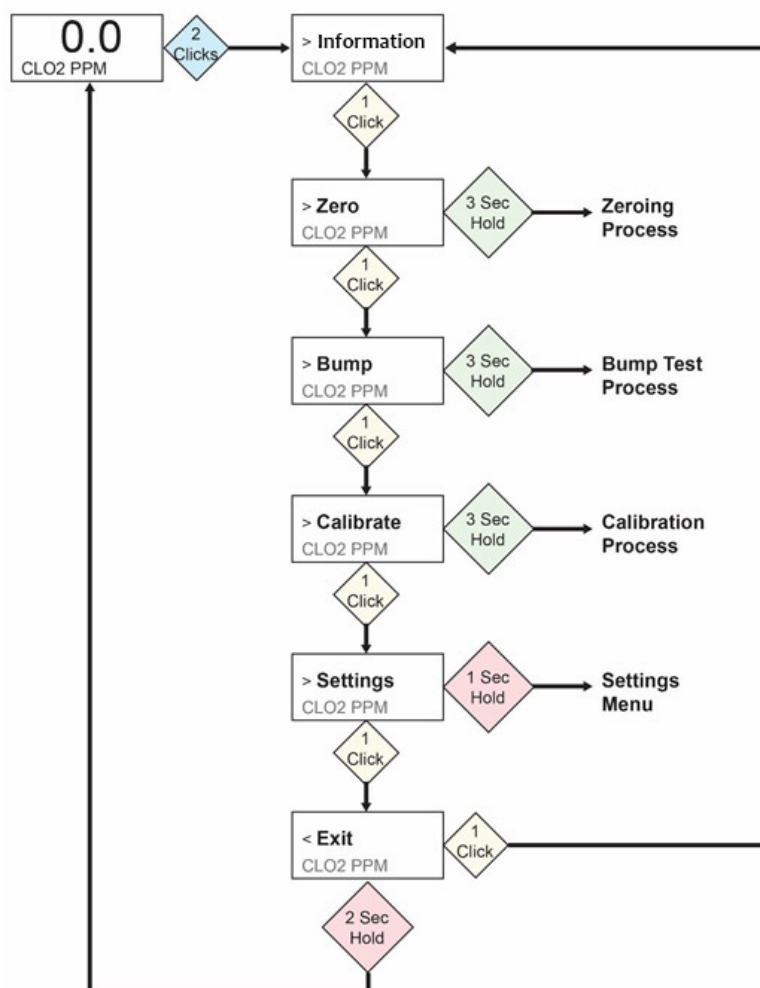 0.0
CLO2 PPM
2
Clicks
> Information
CLO2 PPM
1
Click
> Zero
CLO2 PPM
3 Sec
Hold
Zeroing
Process
1
Click
> Bump
CLO2 PPM
3 Sec
Hold
Bump Test
Process
1
Click
> Calibrate
CLO2 PPM
3 Sec
Hold
Calibration
Process
1
Click
> Settings
CLO2 PPM
1 Sec
Hold
Settings
Menu
1
Click
< Exit
CLO2 PPM
1
Click
2 Sec
Hold